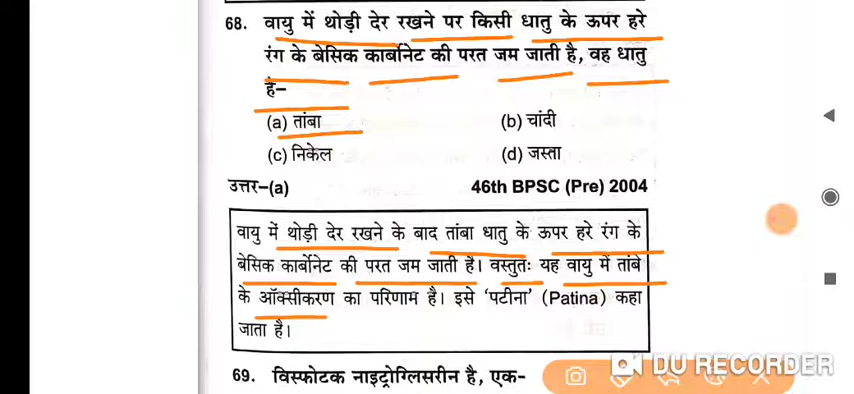 68. वायु में थोड़ी देर रखने पर किसी धातु के ऊपर हरे
रंग के बेसिक कार्बोनेट की परत जम जाती है, वह धातु
है–
(a) तांबा (b) चांदी
(c) निकेल (d) जस्ता
उत्तर–(a) 46th BPSC (Pre) 2004
वायु में थोड़ी देर रखने के बाद तांबा धातु के ऊपर हरे रंग के
बेसिक कार्बोनेट की परत जम जाती है। वस्तुतः यह वायु में तांबे
के ऑक्सीकरण का परिणाम है। इसे 'पटीना' (Patina) कहा
जाता है।
DU RECORDER
69. विस्फोटक नाइट्रोग्लिसरीन है, एक-